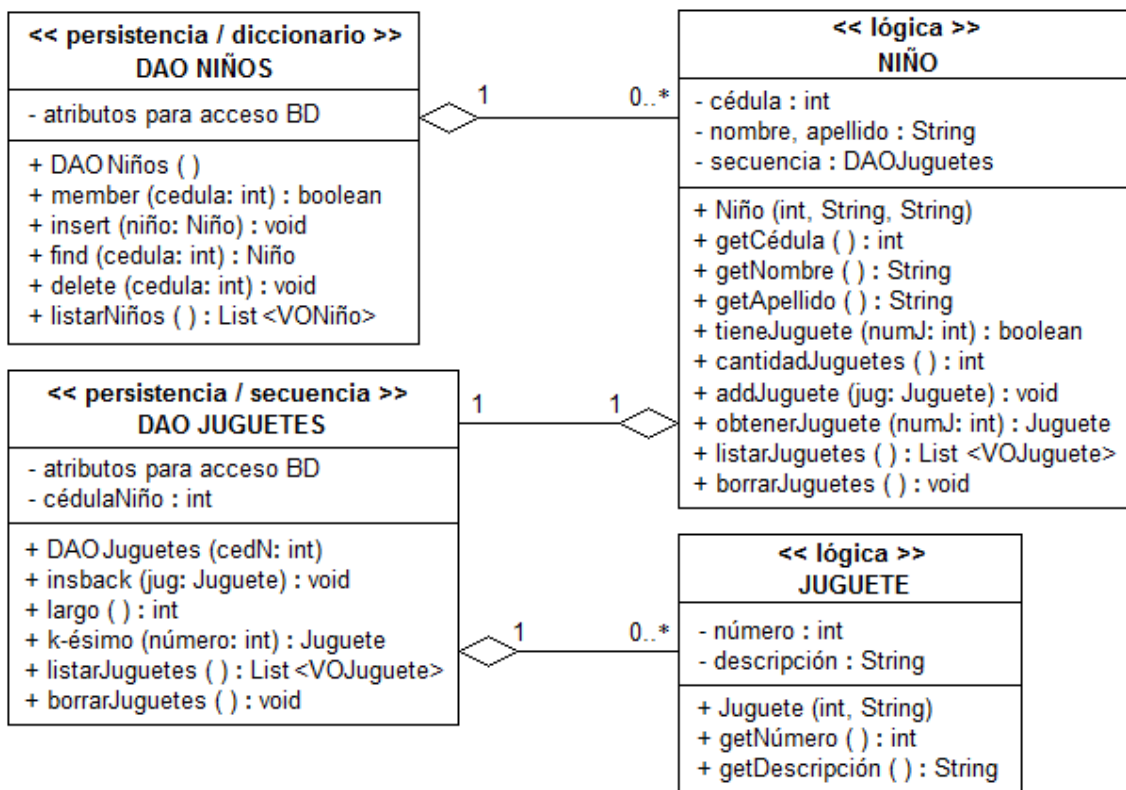 << persistencia / diccionario >>
DAO NIÑOS
- atributos para acceso BD
+ DAONiños ( )
+ member (cedula: int) : boolean
+ insert (niño: Niño) : void
+ find (cedula: int) : Niño
+ delete (cedula: int) : void
+ listarNiños ( ) : List <VONiño>
1
0..*
<< lógica >>
NIÑO
- cédula : int
- nombre, apellido : String
- secuencia : DAOJuguetes
+ Niño (int, String, String)
+ getCédula ( ) : int
+ getNombre ( ) : String
+ getApellido ( ) : String
+ tieneJuguete (numJ: int) : boolean
+ cantidadJuguetes ( ) : int
+ addJuguete (jug: Juguete) : void
+ obtenerJuguete (numJ: int) : Juguete
+ listarJuguetes ( ) : List <VOJuguete>
+ borrarJuguetes ( ) : void
<< persistencia / secuencia >>
DAO JUGUETES
- atributos para acceso BD
- cédulaNiño : int
+ DAOJuguetes (cedN: int)
+ insback (jug: Juguete) : void
+ largo ( ) : int
+ k-ésimo (número: int) : Juguete
+ listarJuguetes ( ) : List <VOJuguete>
+ borrarJuguetes ( ) : void
1
1
1
0..*
<< lógica >>
JUGUETE
- número : int
- descripción : String
+ Juguete (int, String)
+ getNúmero ( ) : int
+ getDescripción ( ) : String